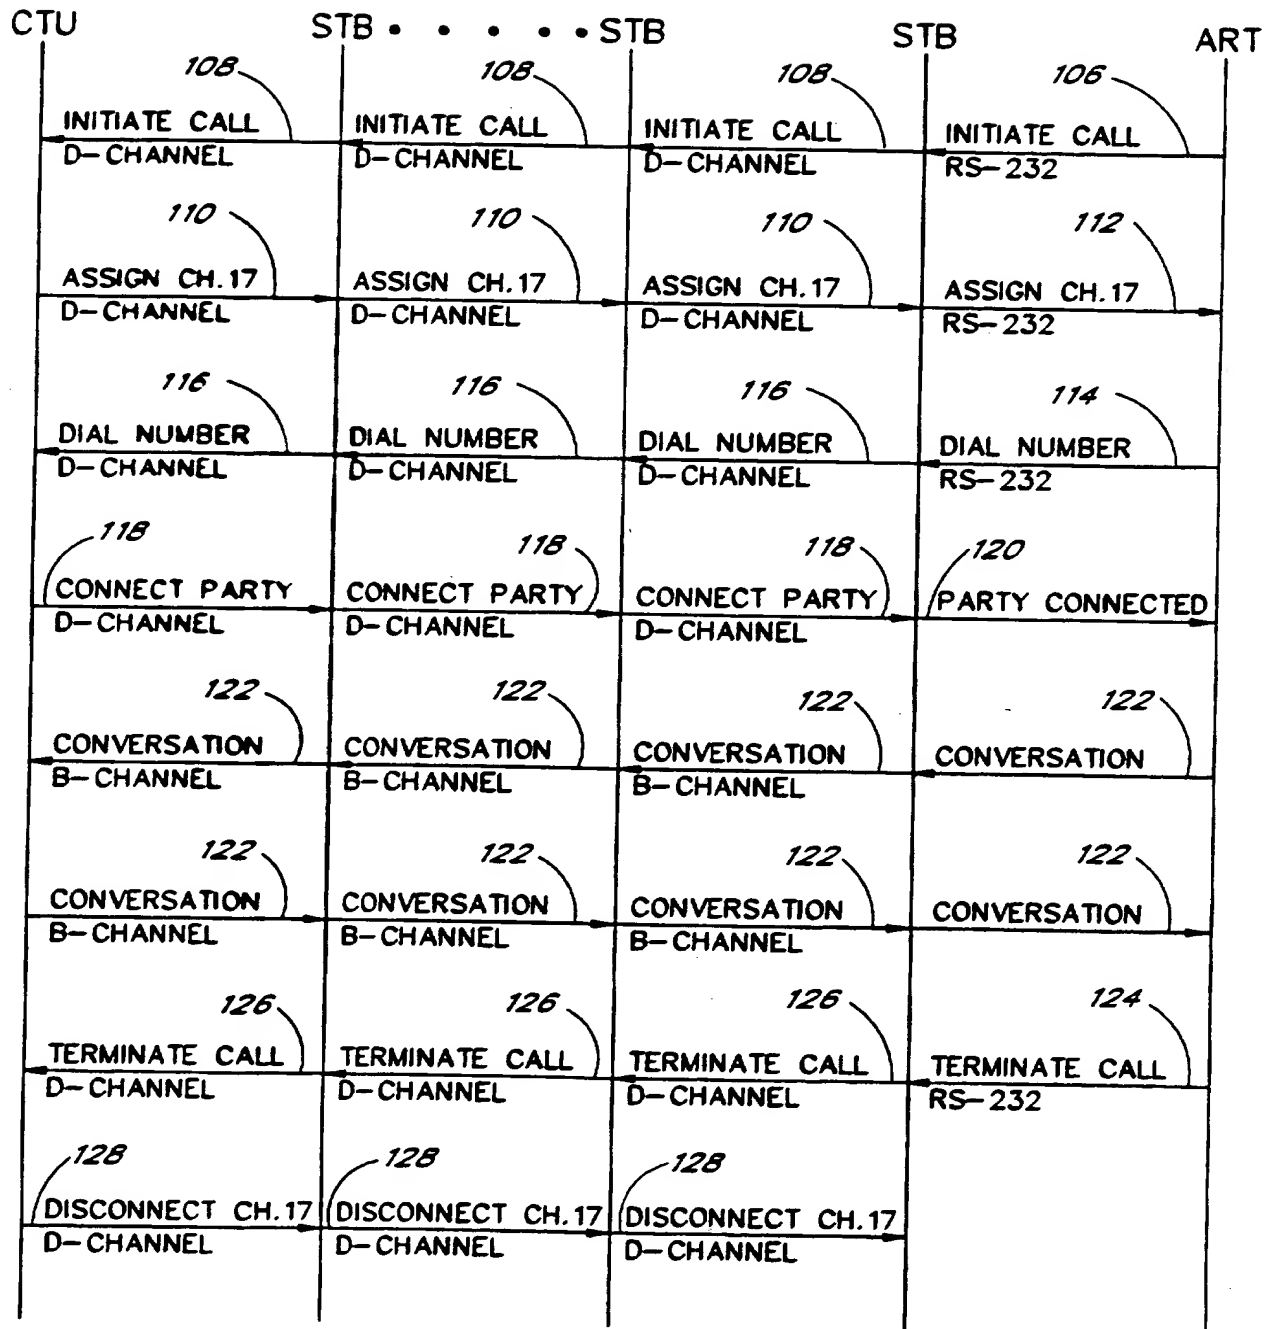 CTU STB • • • • • STB STB ART
108 108 108 106
INITIATE CALL INITIATE CALL INITIATE CALL INITIATE CALL
D-CHANNEL D-CHANNEL D-CHANNEL RS-232
110 110 110 112
ASSIGN CH.17 ASSIGN CH.17 ASSIGN CH.17 ASSIGN CH.17
D-CHANNEL D-CHANNEL D-CHANNEL RS-232
116 116 116 114
DIAL NUMBER DIAL NUMBER DIAL NUMBER DIAL NUMBER
D-CHANNEL D-CHANNEL D-CHANNEL RS-232
118 118 118 120
CONNECT PARTY CONNECT PARTY CONNECT PARTY PARTY CONNECTED
D-CHANNEL D-CHANNEL D-CHANNEL
122 122 122 122
CONVERSATION CONVERSATION CONVERSATION CONVERSATION
B-CHANNEL B-CHANNEL B-CHANNEL
122 122 122 122
CONVERSATION CONVERSATION CONVERSATION CONVERSATION
B-CHANNEL B-CHANNEL B-CHANNEL
126 126 126 124
TERMINATE CALL TERMINATE CALL TERMINATE CALL TERMINATE CALL
D-CHANNEL D-CHANNEL D-CHANNEL RS-232
128 128 128
DISCONNECT CH.17 DISCONNECT CH.17 DISCONNECT CH.17
D-CHANNEL D-CHANNEL D-CHANNEL